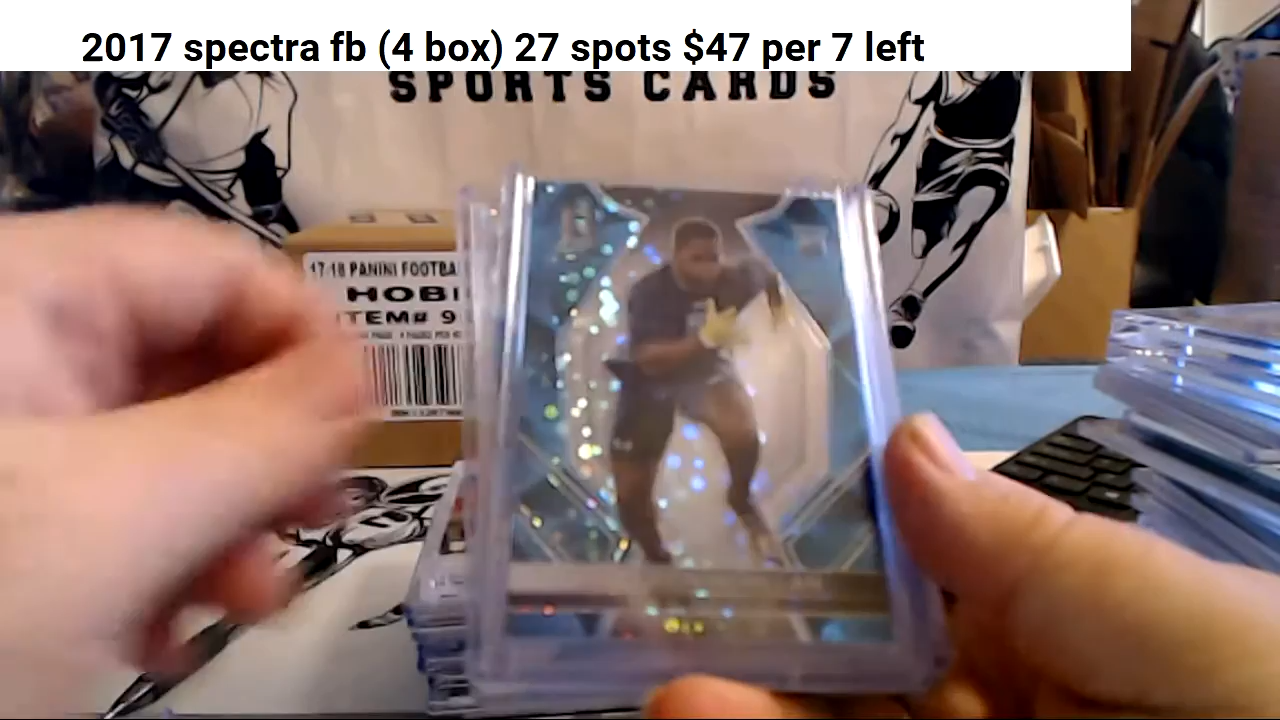 2017 spectra fb (4 box) 27 spots $47 per 7 left
SPORTS CARDS
17-18 PANINI FOOTBA
HOBI
ITEM# 9